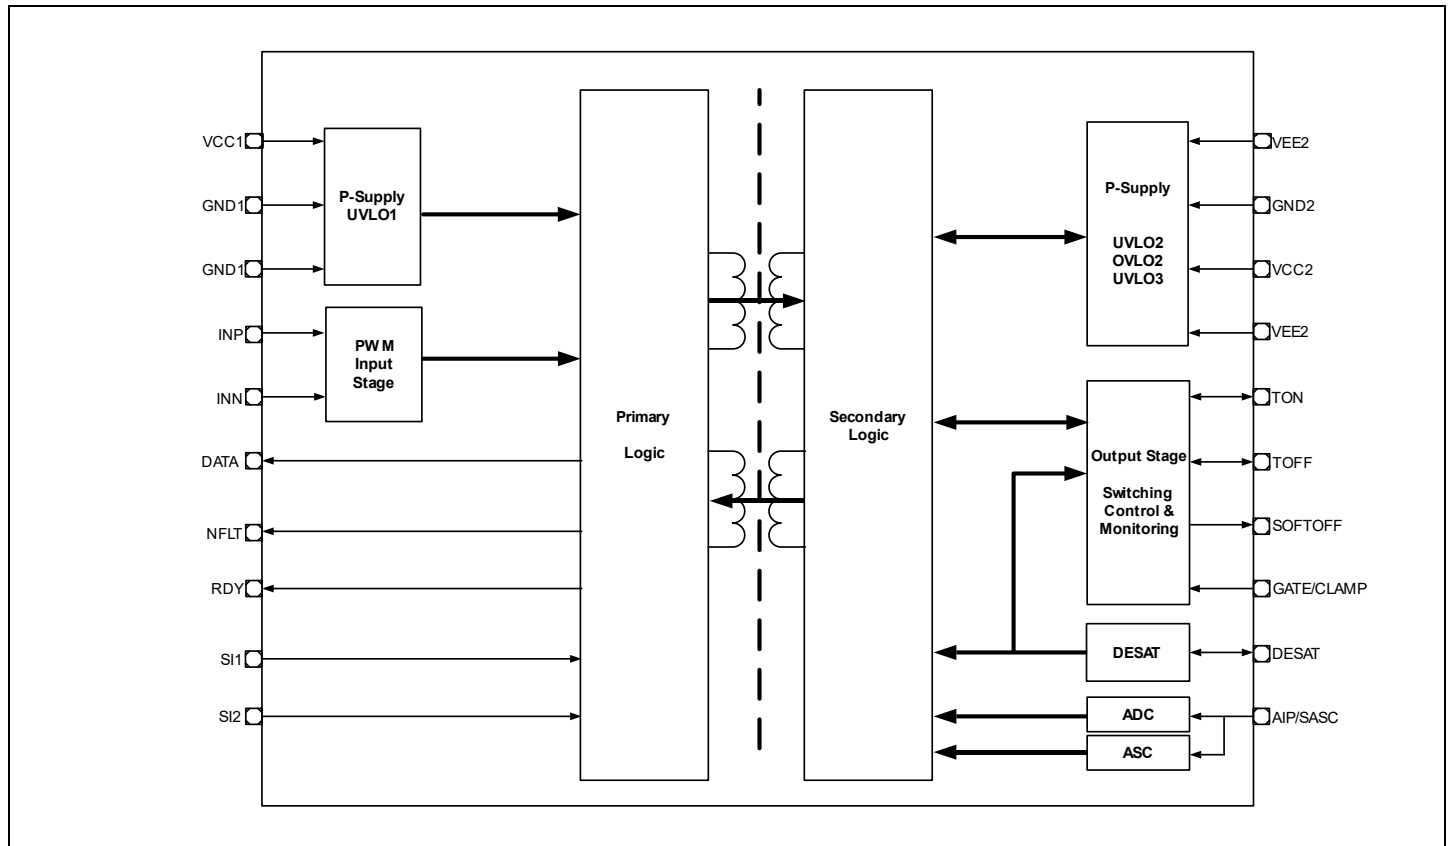 VCC1
GND1
GND1
INP
INN
DATA
NFLT
RDY
SI1
SI2
P-Supply
UVLO1
PWM
Input
Stage
Primary
Logic
Secondary
Logic
P-Supply
UVLO2
OVLO2
UVLO3
Output Stage
Switching
Control &
Monitoring
DESAT
ADC
ASC
VEE2
GND2
VCC2
VEE2
TON
TOFF
SOFTOFF
GATE/CLAMP
DESAT
AIP/SASC